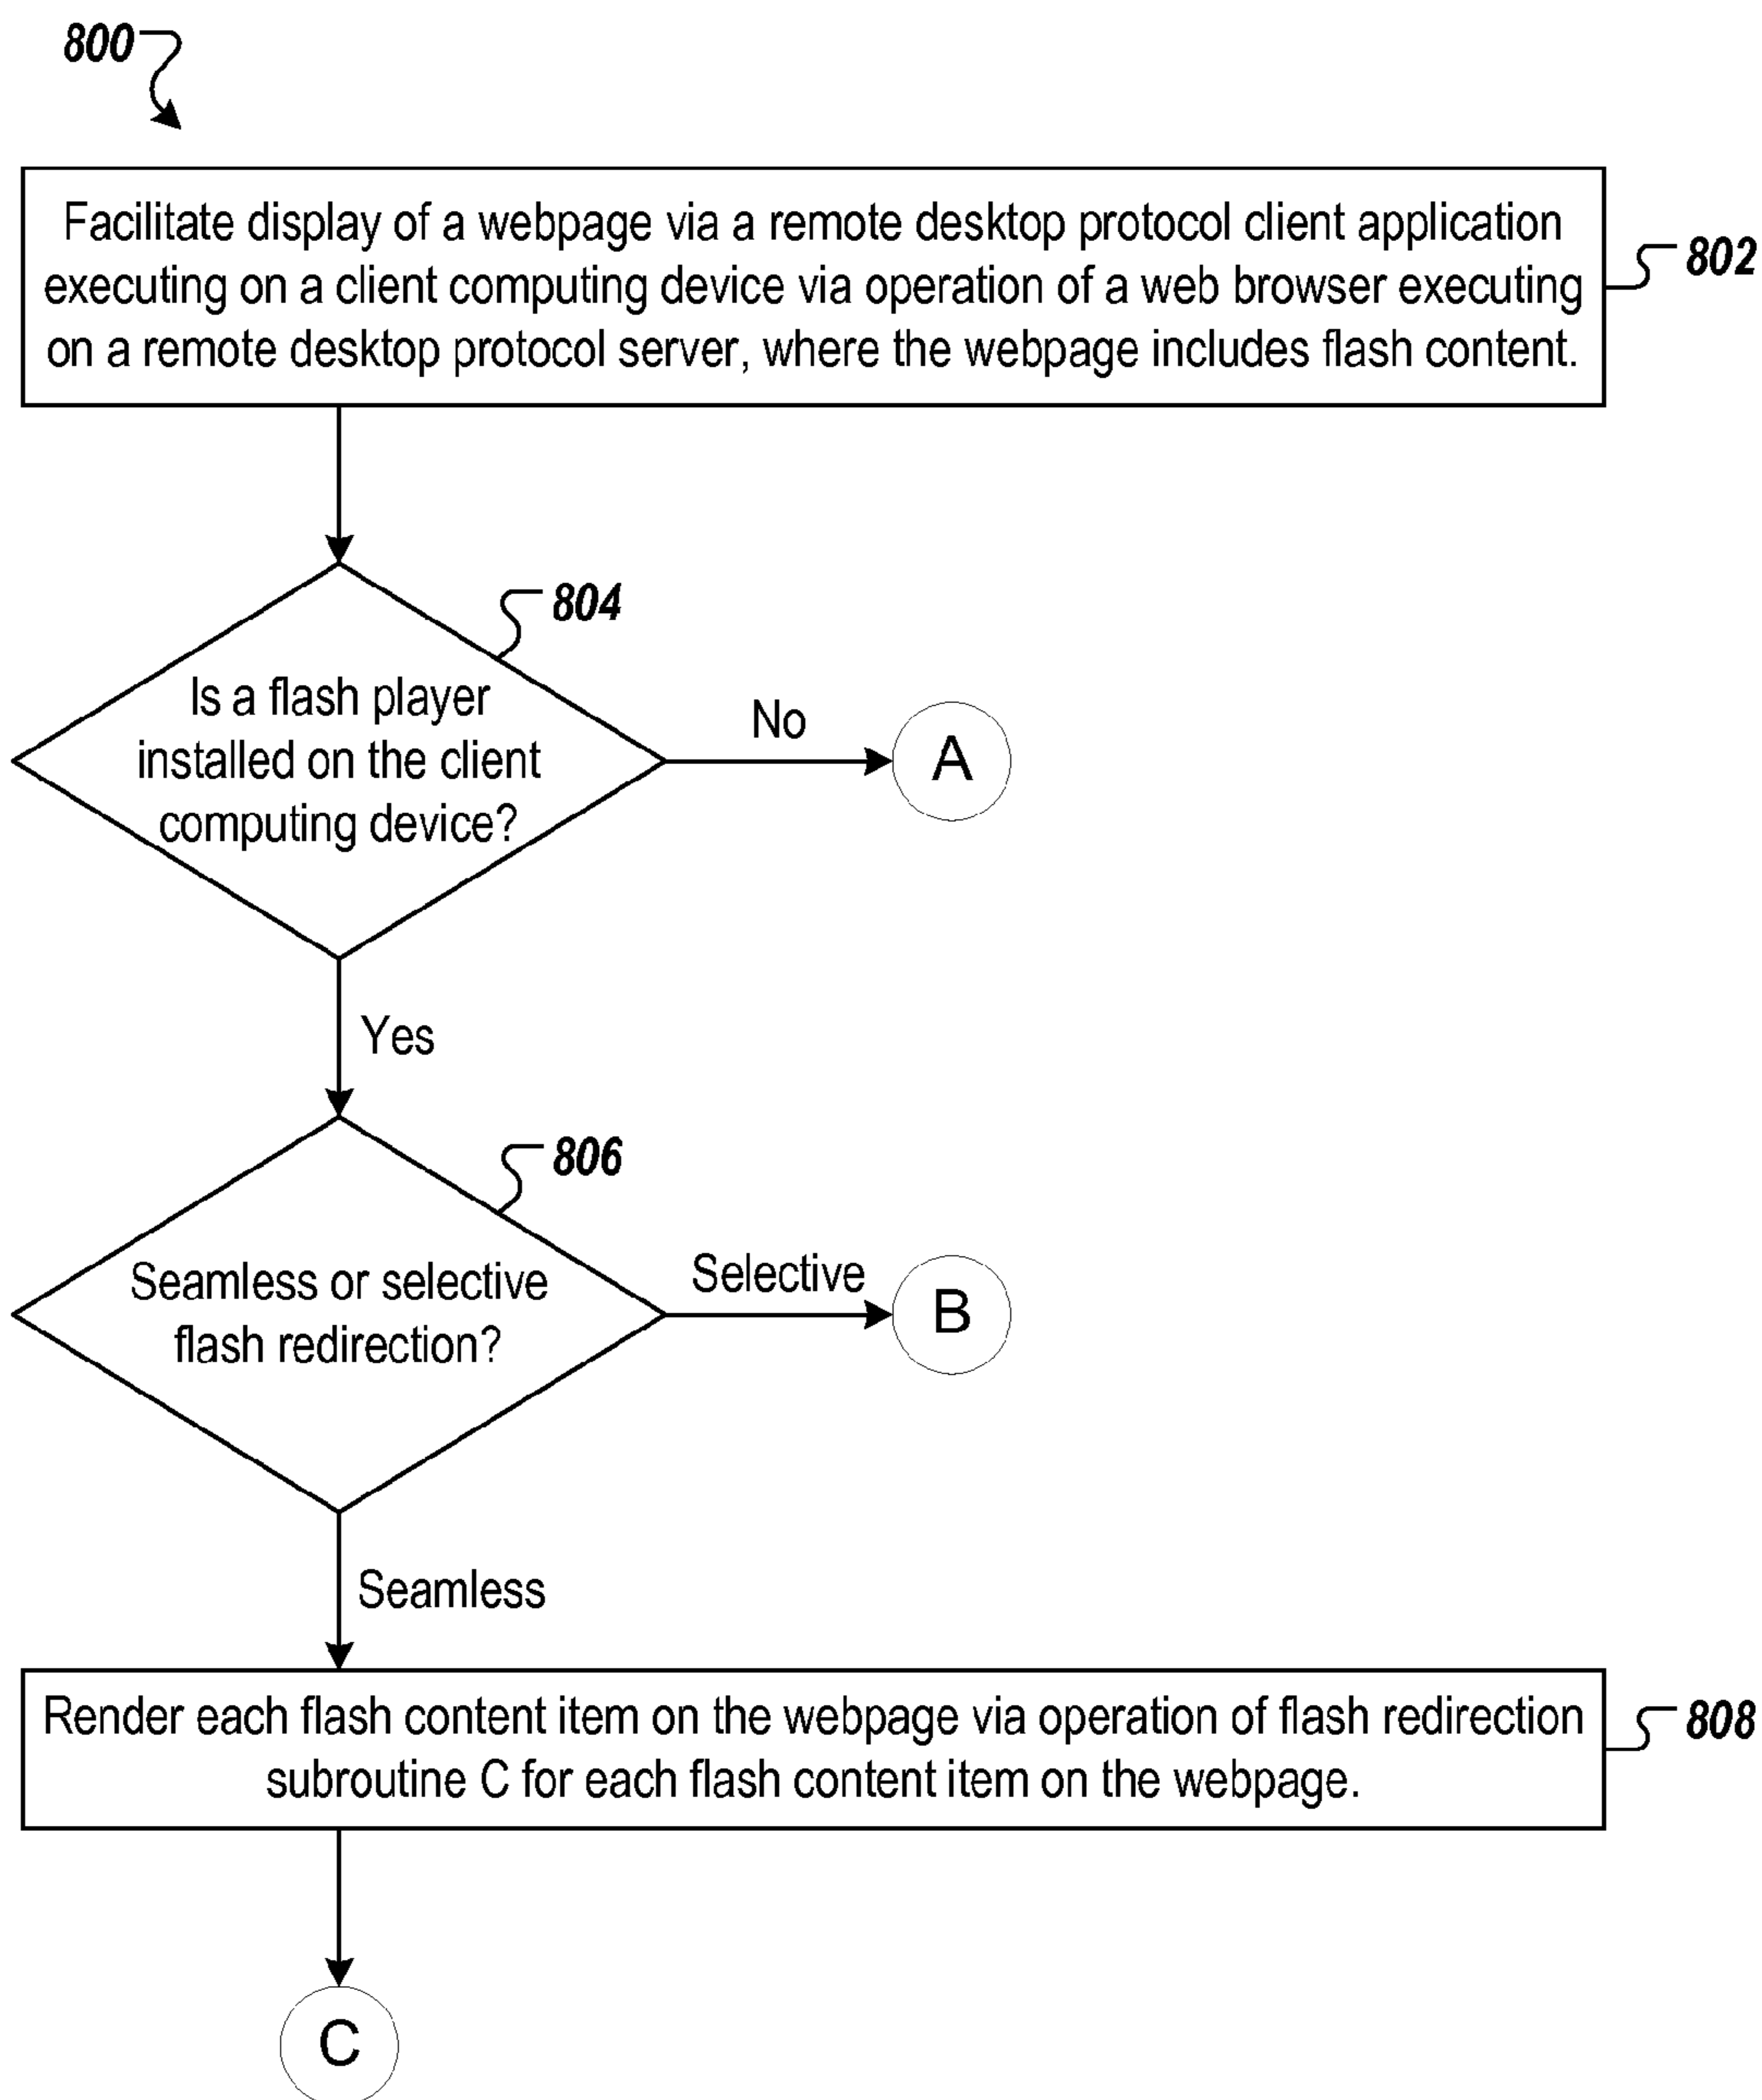 800
Facilitate display of a webpage via a remote desktop protocol client application
executing on a client computing device via operation of a web browser executing
on a remote desktop protocol server, where the webpage includes flash content.
802
804
Is a flash player
installed on the client
computing device?
No
A
Yes
806
Seamless or selective
flash redirection?
Selective
B
Seamless
Render each flash content item on the webpage via operation of flash redirection
subroutine C for each flash content item on the webpage.
808
C